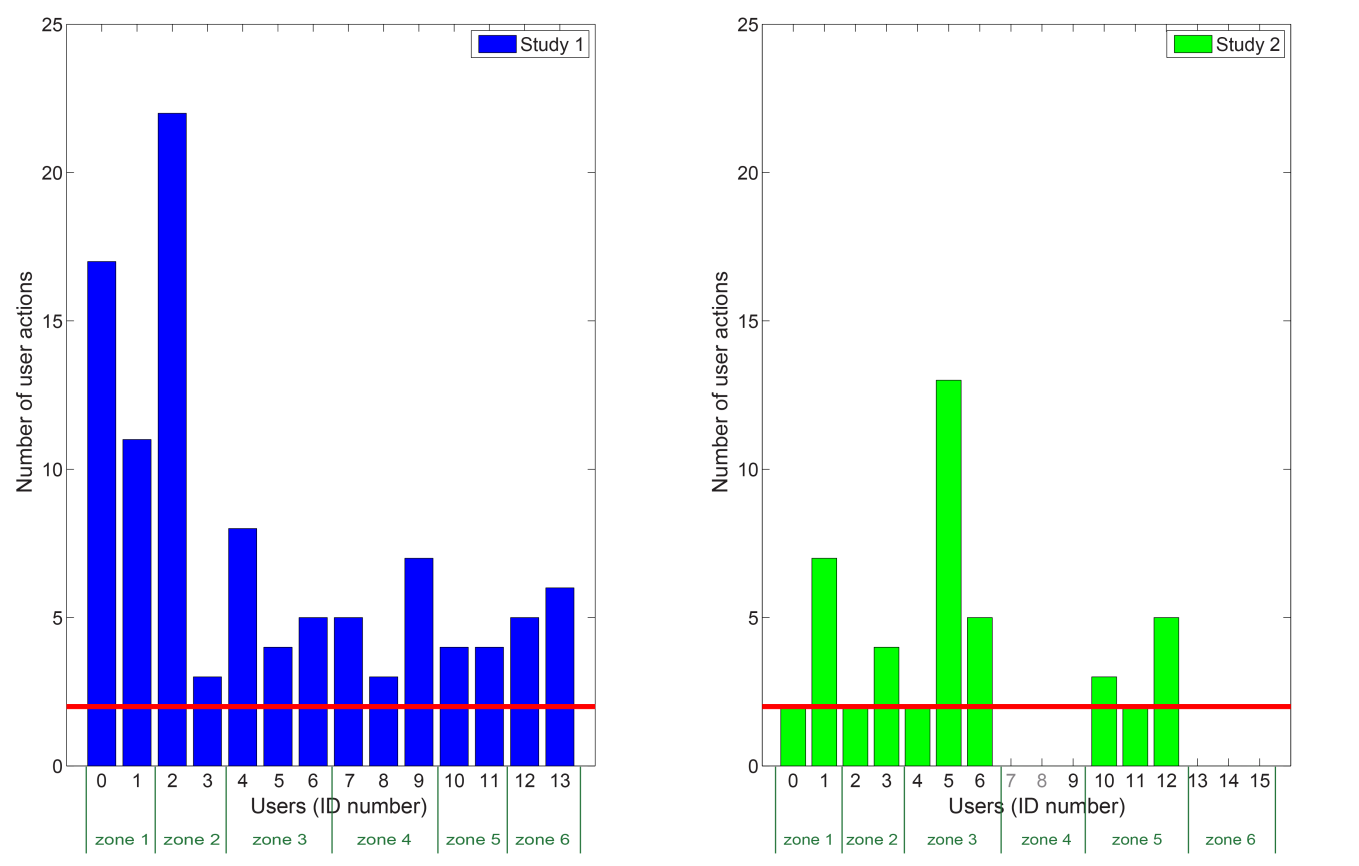 25
20
15
10
5
0
Number of user actions
Study 1
0 1 2 3 4 5 6 7 8 9 10 11 12 13
Users (ID number)
zone 1 zone 2 zone 3 zone 4 zone 5 zone 6
25
20
15
10
5
0
Number of user actions
Study 2
0 1 2 3 4 5 6 7 8 9 10 11 12 13 14 15
Users (ID number)
zone 1 zone 2 zone 3 zone 4 zone 5 zone 6